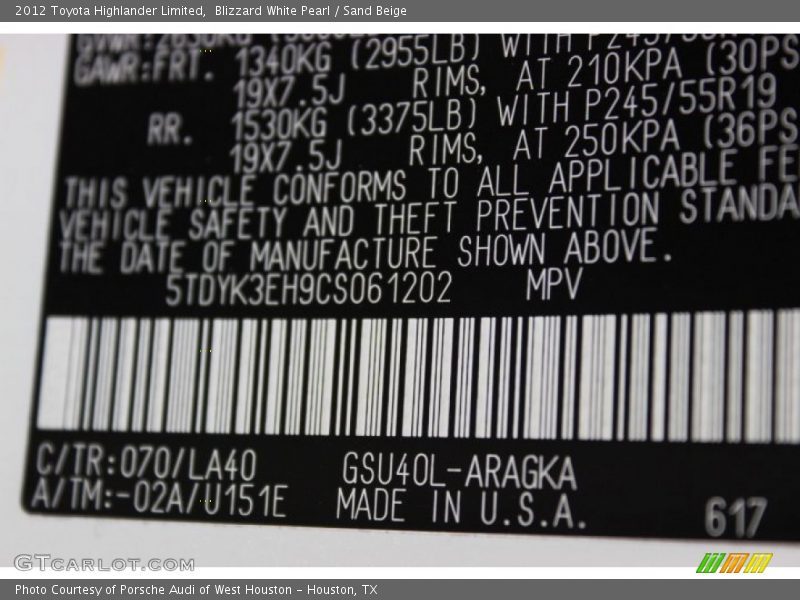 2012 Toyota Highlander Limited,  Blizzard White Pearl / Sand Beige
GAWR:FRT. 1340KG (2955LB) WITH
19X7.5J RIMS, AT 210KPA (30PS
RR. 1530KG (3375LB) WITH P245/55R19
19X7.5J RIMS, AT 250KPA (36PS
THIS VEHICLE CONFORMS TO ALL APPLICABLE FE
VEHICLE SAFETY AND THEFT PREVENTION STANDA
THE DATE OF MANUFACTURE SHOWN ABOVE.
5TDYK3EH9CS061202 MPV
C/TR:070/LA40 GSU40L-ARAGKA
A/TM:-02A/U151E MADE IN U.S.A. 617
GTCARLOT.COM
Photo Courtesy of Porsche Audi of West Houston - Houston, TX